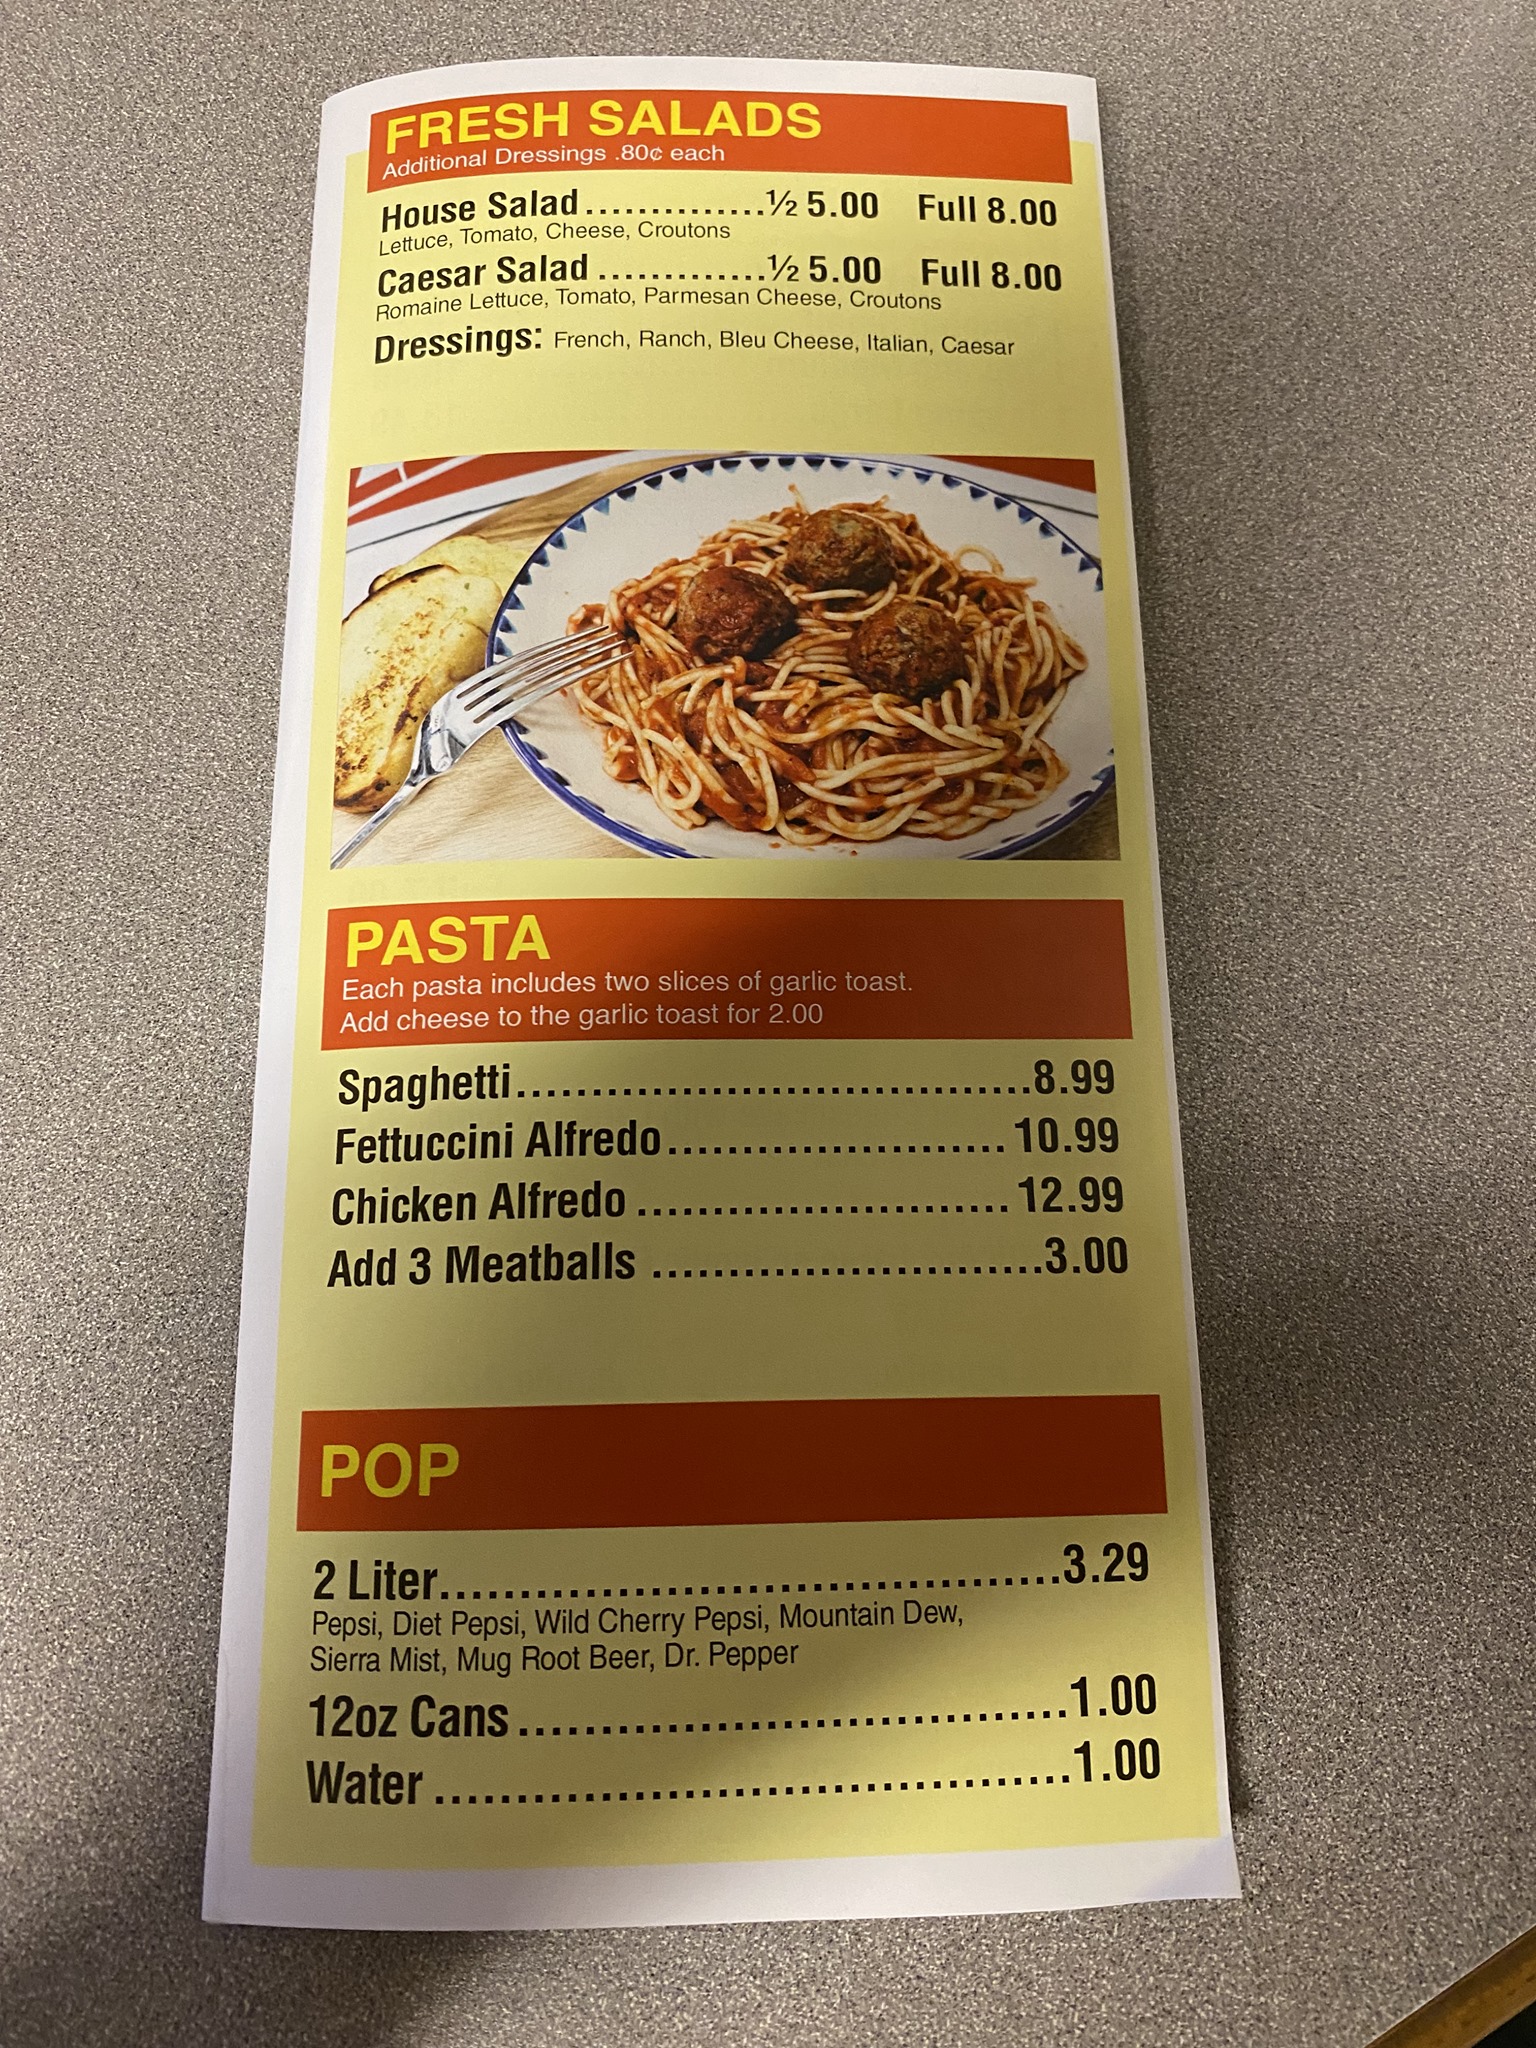 FRESH SALADS
Additional Dressings .80¢ each
House Salad..............½ 5.00 Full 8.00
Lettuce, Tomato, Cheese, Croutons
Caesar Salad .............½ 5.00 Full 8.00
Romaine Lettuce, Tomato, Parmesan Cheese, Croutons
Dressings: French, Ranch, Bleu Cheese, Italian, Caesar
PASTA
Each pasta includes two slices of garlic toast.
Add cheese to the garlic toast for 2.00
Spaghetti..................................8.99
Fettuccini Alfredo...................... 10.99
Chicken Alfredo ........................ 12.99
Add 3 Meatballs ..........................3.00
POP
2 Liter......................................3.29
Pepsi, Diet Pepsi, Wild Cherry Pepsi, Mountain Dew,
Sierra Mist, Mug Root Beer, Dr. Pepper
12oz Cans ..................................1.00
Water .......................................1.00